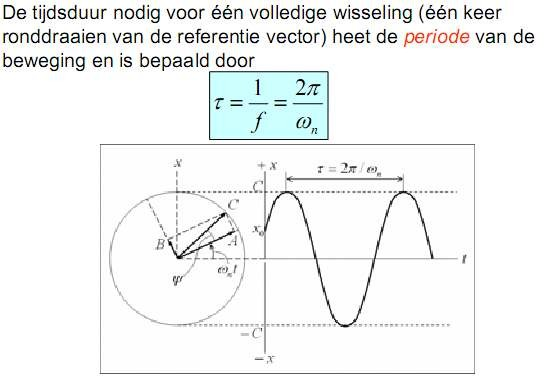 De tijdsduur nodig voor één volledige wisseling (één keer
ronddraaien van de referentie vector) heet de periode van de
beweging en is bepaald door
τ = 1/f = 2π/ωₙ
x
+ x
τ = 2π / ωₙ
C
C
x₀
B
A
t
ωₙt
ψ
−C
−x